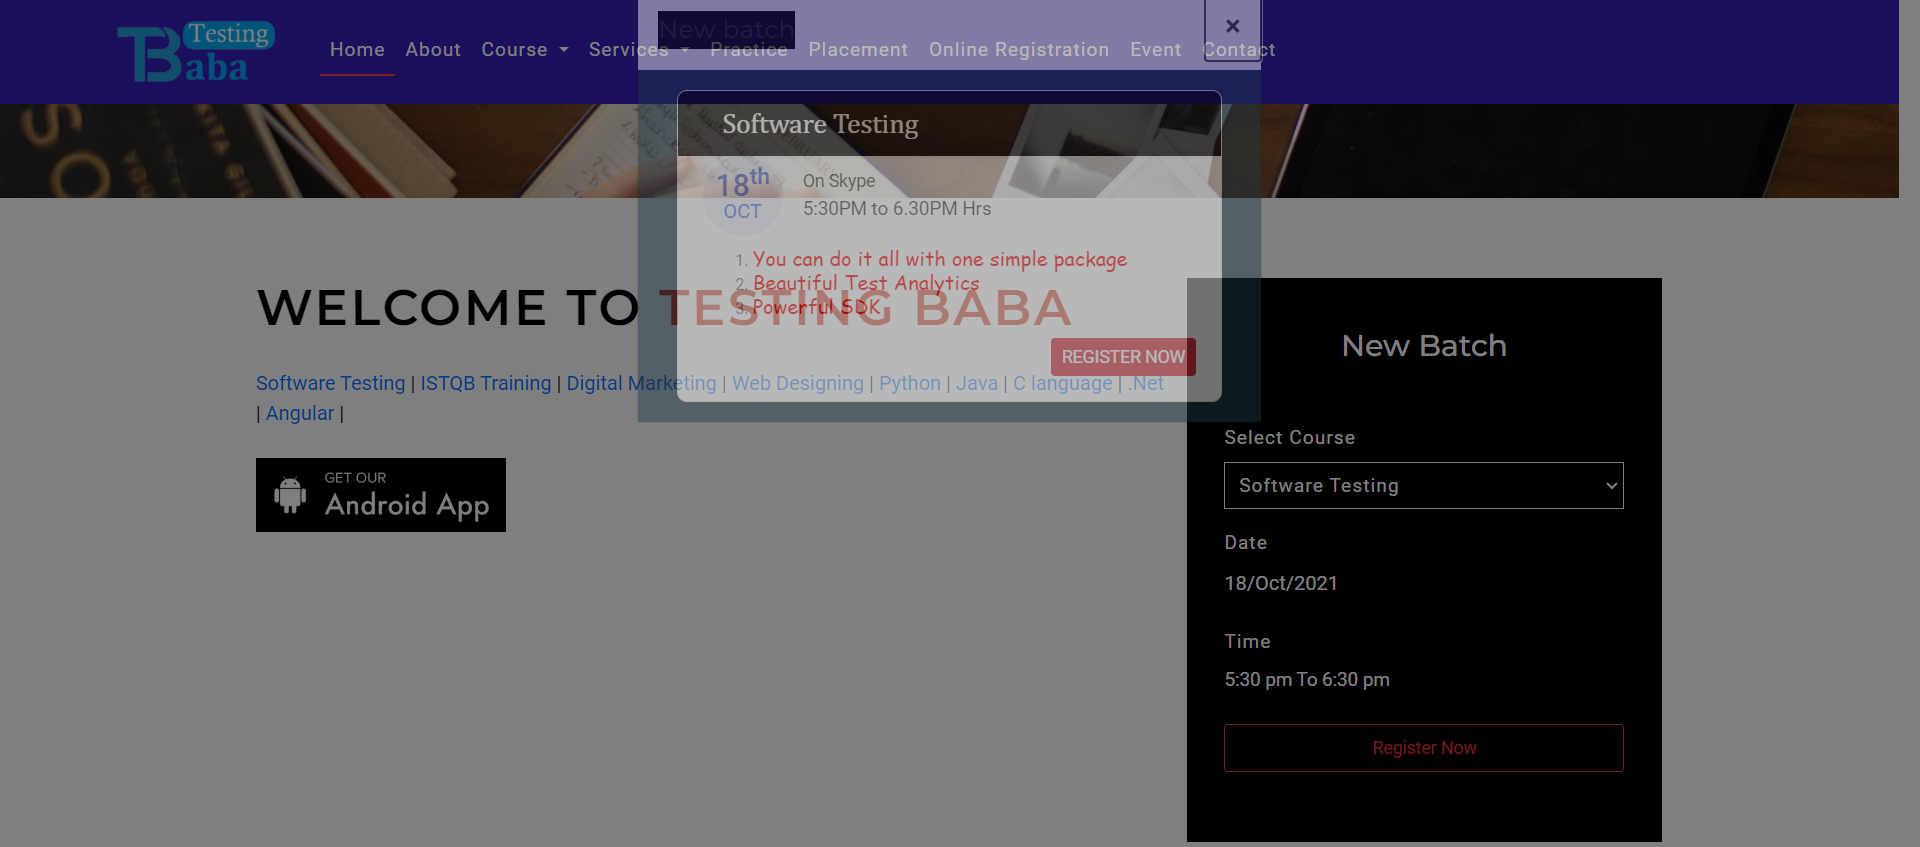 Testing
Baba
Home About Course Services Practice Placement Online Registration Event Contact
New batch
×
Software Testing
18th
OCT
On Skype
5:30PM to 6.30PM Hrs
1. You can do it all with one simple package
2. Beautiful Test Analytics
3. Powerful SDK
REGISTER NOW
WELCOME TO TESTING BABA
Software Testing | ISTQB Training | Digital Marketing | Web Designing | Python | Java | C language | .Net
| Angular |
GET OUR
Android App
New Batch
Select Course
Software Testing
Date
18/Oct/2021
Time
5:30 pm To 6:30 pm
Register Now